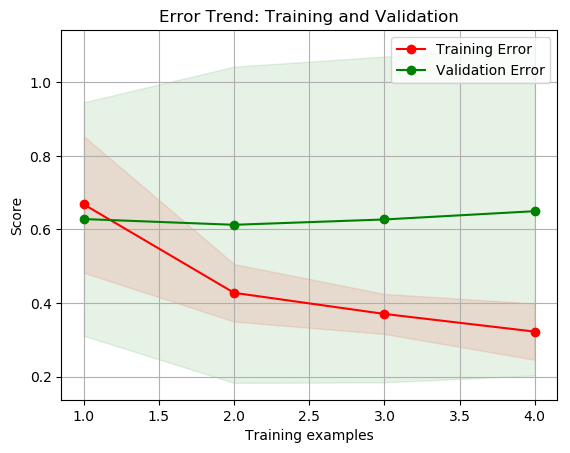 Error Trend: Training and Validation
Training Error
Validation Error
Score
1.0
0.8
0.6
0.4
0.2
1.0 1.5 2.0 2.5 3.0 3.5 4.0
Training examples